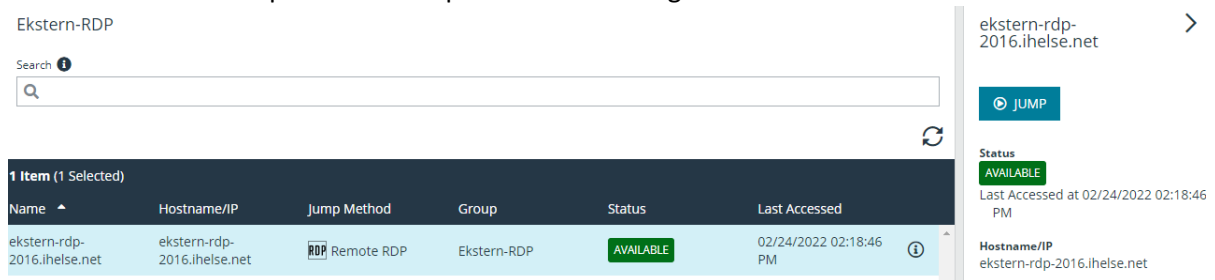 Ekstern-RDP
Search
1 Item (1 Selected)
Name Hostname/IP Jump Method Group Status Last Accessed
ekstern-rdp-2016.ihelse.net ekstern-rdp-2016.ihelse.net RDP Remote RDP Ekstern-RDP AVAILABLE 02/24/2022 02:18:46 PM
ekstern-rdp-
2016.ihelse.net
JUMP
Status
AVAILABLE
Last Accessed at 02/24/2022 02:18:46
PM
Hostname/IP
ekstern-rdp-2016.ihelse.net